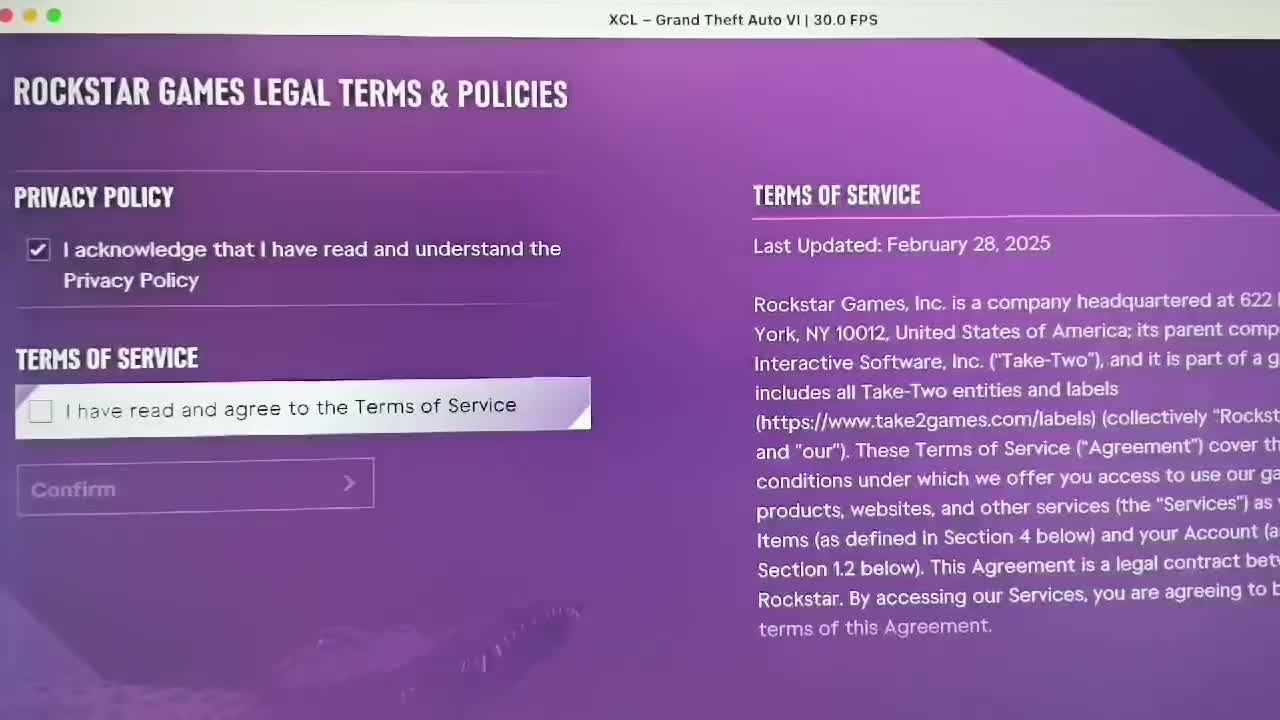 XCL – Grand Theft Auto VI | 30.0 FPS
ROCKSTAR GAMES LEGAL TERMS & POLICIES
PRIVACY POLICY
I acknowledge that I have read and understand the
Privacy Policy
TERMS OF SERVICE
I have read and agree to the Terms of Service
Confirm
TERMS OF SERVICE
Last Updated: February 28, 2025
Rockstar Games, Inc. is a company headquartered at 622
York, NY 10012, United States of America; its parent
Interactive Software, Inc. ("Take-Two"), and it is part of a
includes all Take-Two entities and labels
(https://www.take2games.com/labels) (collectively
and "our"). These Terms of Service ("Agreement") cover
conditions under which we offer you access to use our
products, websites, and other services (the "Services") as
Items (as defined in Section 4 below) and your Account
Section 1.2 below). This Agreement is a legal contract
Rockstar. By accessing our Services, you are agreeing to
terms of this Agreement.